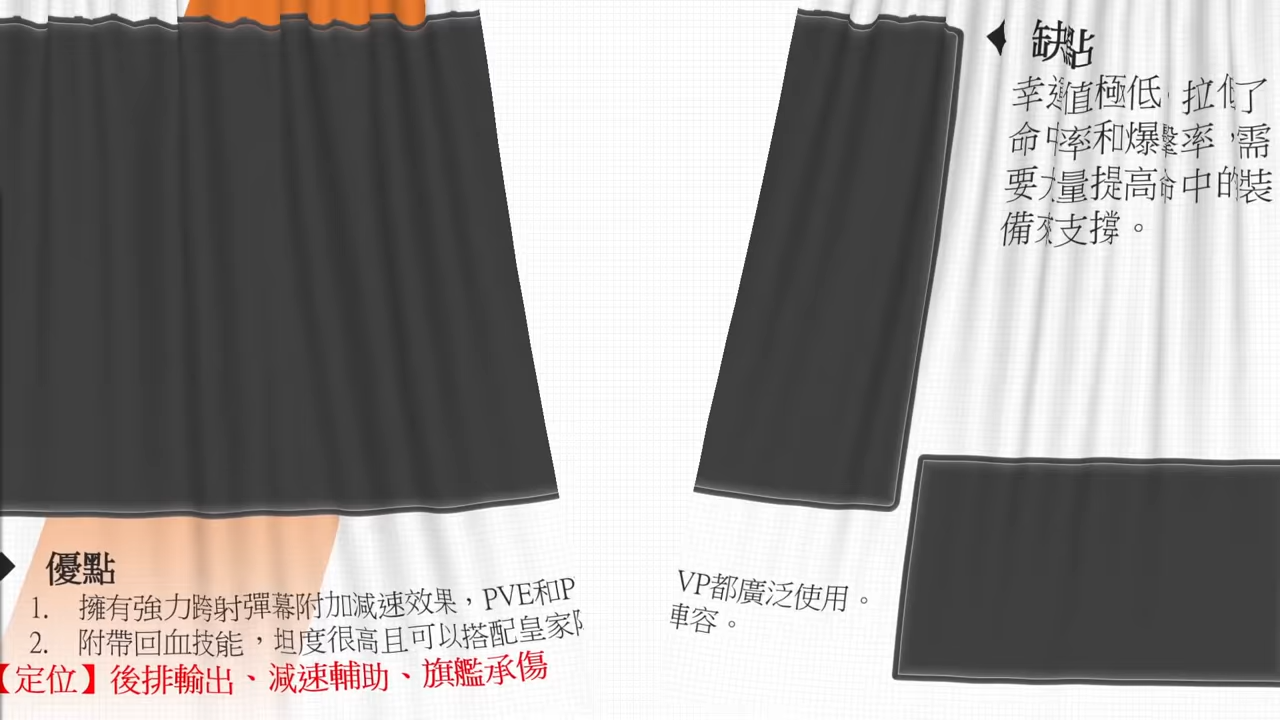 缺點
幸運值極低，拉低了
命中率和爆擊率，需
要大量提高命中的裝
備來支撐。
優點
1. 擁有強力跨射彈幕附加減速效果，PVE和PVP都廣泛使用。
2. 附帶回血技能，坦度很高且可以搭配皇家陣容。
【定位】後排輸出、減速輔助、旗艦承傷